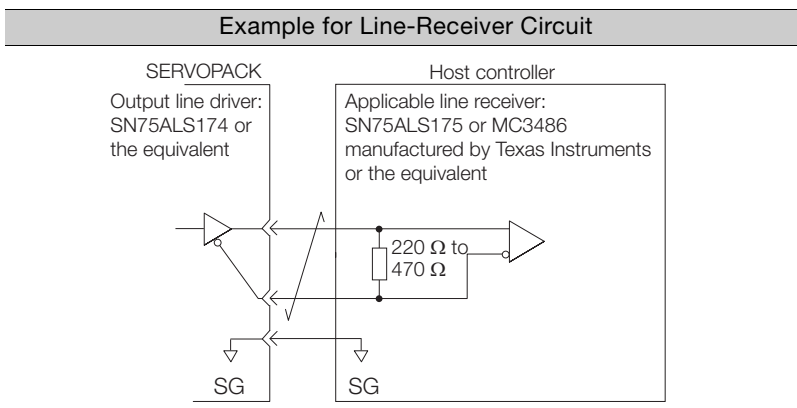 Example for Line-Receiver Circuit
SERVOPACK
Host controller
Output line driver:
SN75ALS174 or
the equivalent
Applicable line receiver:
SN75ALS175 or MC3486
manufactured by Texas Instruments
or the equivalent
220 Ω to
470 Ω
SG
SG